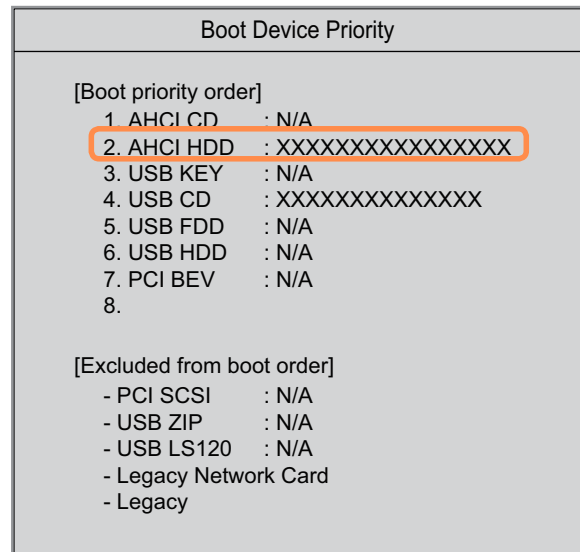 Boot Device Priority
[Boot priority order]
1. AHCI CD : N/A
2. AHCI HDD : XXXXXXXXXXXXXXXX
3. USB KEY : N/A
4. USB CD : XXXXXXXXXXXXXX
5. USB FDD : N/A
6. USB HDD : N/A
7. PCI BEV : N/A
8.
[Excluded from boot order]
- PCI SCSI : N/A
- USB ZIP : N/A
- USB LS120 : N/A
- Legacy Network Card
- Legacy